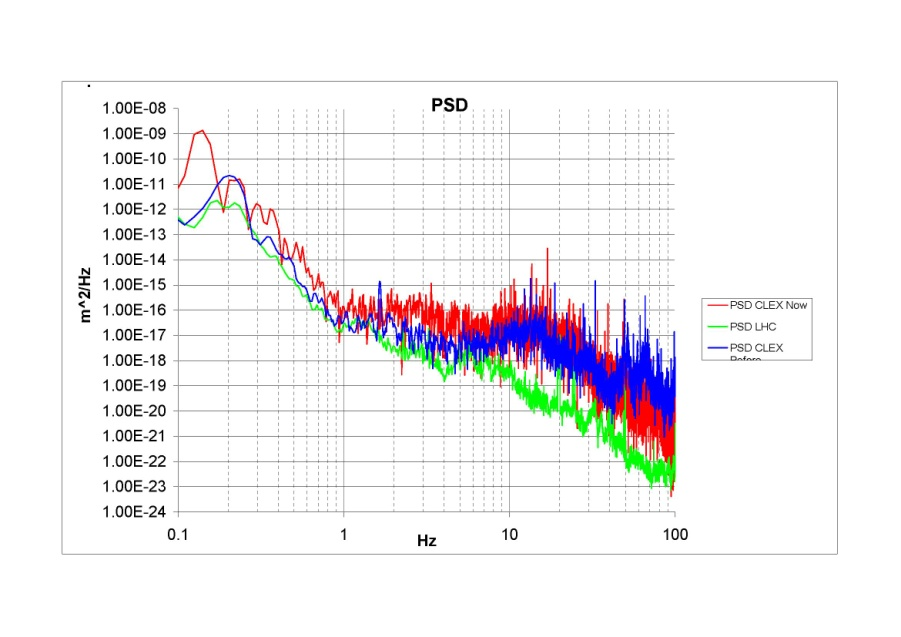 PSD
1.00E-08
1.00E-09
1.00E-10
1.00E-11
1.00E-12
1.00E-13
1.00E-14
1.00E-15
1.00E-16
1.00E-17
1.00E-18
1.00E-19
1.00E-20
1.00E-21
1.00E-22
1.00E-23
1.00E-24
m^2/Hz
0.1
1
10
100
Hz
PSD CLEX Now
PSD LHC
PSD CLEX